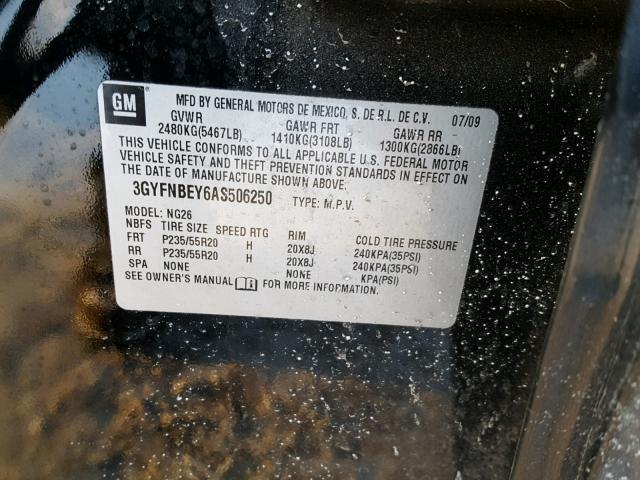 GM
MFD BY GENERAL MOTORS DE MEXICO, S. DE R.L. DE C.V. 07/09
GVWR GAWR FRT GAWR RR
2480KG(5467LB) 1410KG(3108LB) 1300KG(2866LB)
THIS VEHICLE CONFORMS TO ALL APPLICABLE U.S. FEDERAL MOTOR
VEHICLE SAFETY AND THEFT PREVENTION STANDARDS IN EFFECT ON
THE DATE OF MANUFACTURE SHOWN ABOVE.
3GYFNBEY6AS506250 TYPE: M.P.V.
MODEL: NG26
NBFS TIRE SIZE SPEED RTG RIM COLD TIRE PRESSURE
FRT P235/55R20 H 20X8J 240KPA(35PSI)
RR P235/55R20 H 20X8J 240KPA(35PSI)
SPA NONE NONE KPA(PSI)
SEE OWNER'S MANUAL FOR MORE INFORMATION.